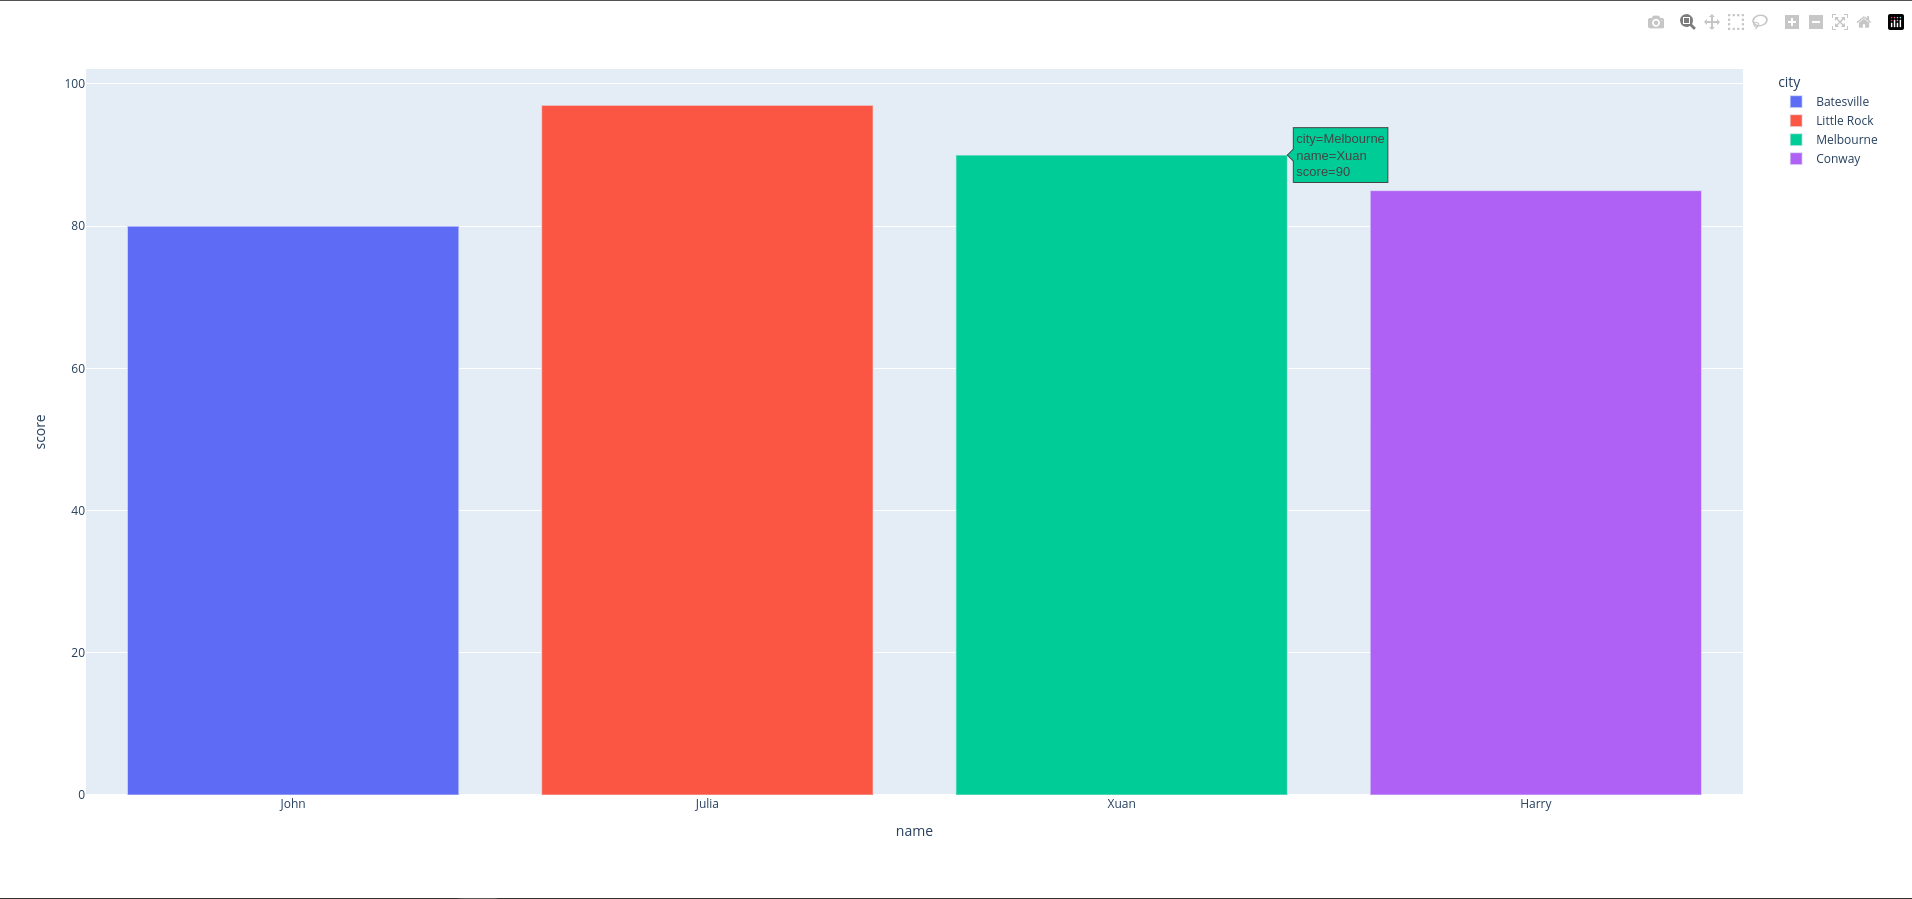 100
80
60
40
20
0
score
John
Julia
Xuan
Harry
name
city=Melbourne
name=Xuan
score=90
city
Batesville
Little Rock
Melbourne
Conway